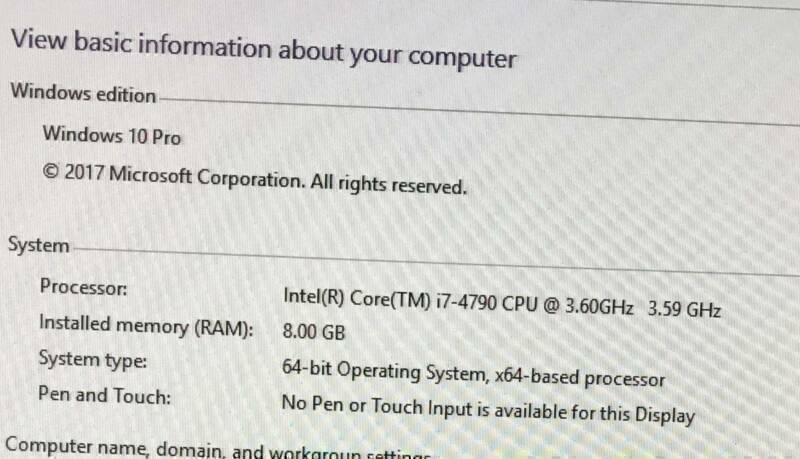 View basic information about your computer
Windows edition
Windows 10 Pro
© 2017 Microsoft Corporation. All rights reserved.
System
Processor: Intel(R) Core(TM) i7-4790 CPU @ 3.60GHz 3.59 GHz
Installed memory (RAM): 8.00 GB
System type: 64-bit Operating System, x64-based processor
Pen and Touch: No Pen or Touch Input is available for this Display
Computer name, domain, and workgroup settings